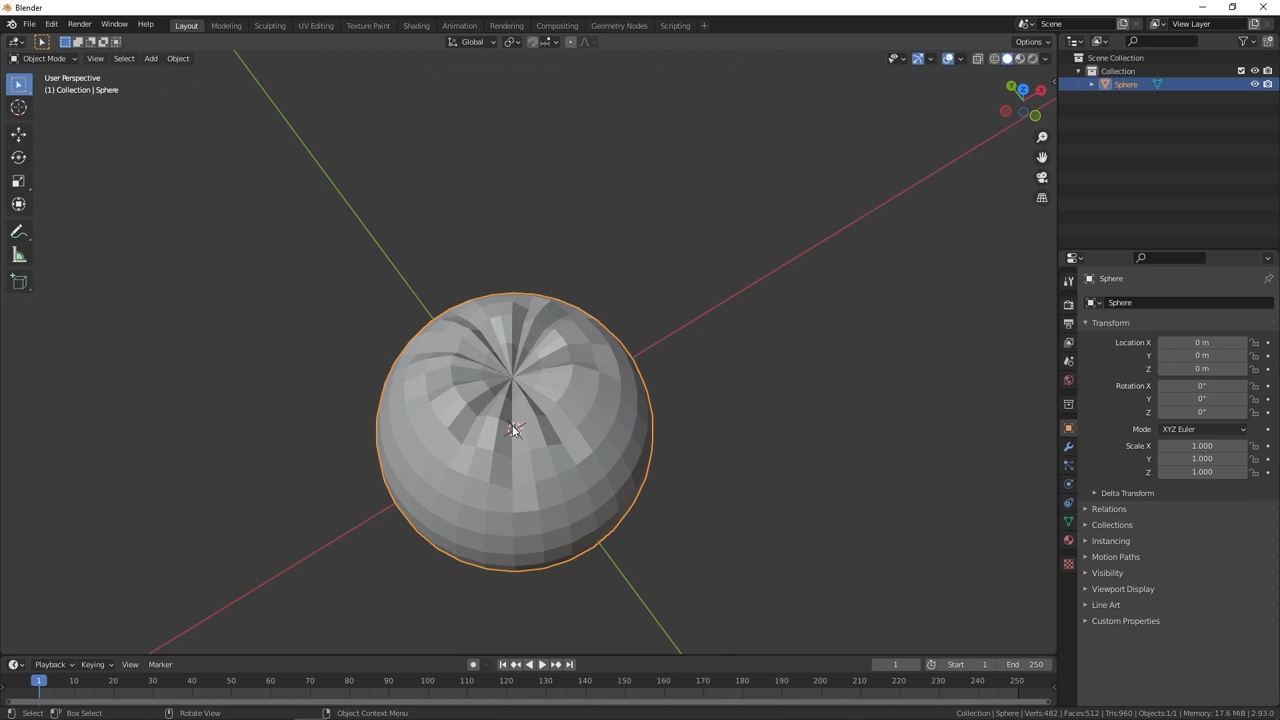 Blender
File Edit Render Window Help Layout Modeling Sculpting UV Editing Texture Paint Shading Animation Rendering Compositing Geometry Nodes Scripting + Scene View Layer
Global Options
Object Mode View Select Add Object
User Perspective
(1) Collection | Sphere
Y Z X
Scene Collection
Collection
Sphere
Sphere
Sphere
Transform
Location X 0 m
Y 0 m
Z 0 m
Rotation X 0°
Y 0°
Z 0°
Mode XYZ Euler
Scale X 1.000
Y 1.000
Z 1.000
Delta Transform
Relations
Collections
Instancing
Motion Paths
Visibility
Viewport Display
Line Art
Custom Properties
Playback Keying View Marker 1 Start 1 End 250
1 10 20 30 40 50 60 70 80 90 100 110 120 130 140 150 160 170 180 190 200 210 220 230 240 250
Select Box Select Rotate View Object Context Menu Collection | Sphere | Verts:482 | Faces:512 | Tris:960 | Objects:1/1 | Memory: 17.6 MiB | 2.93.0